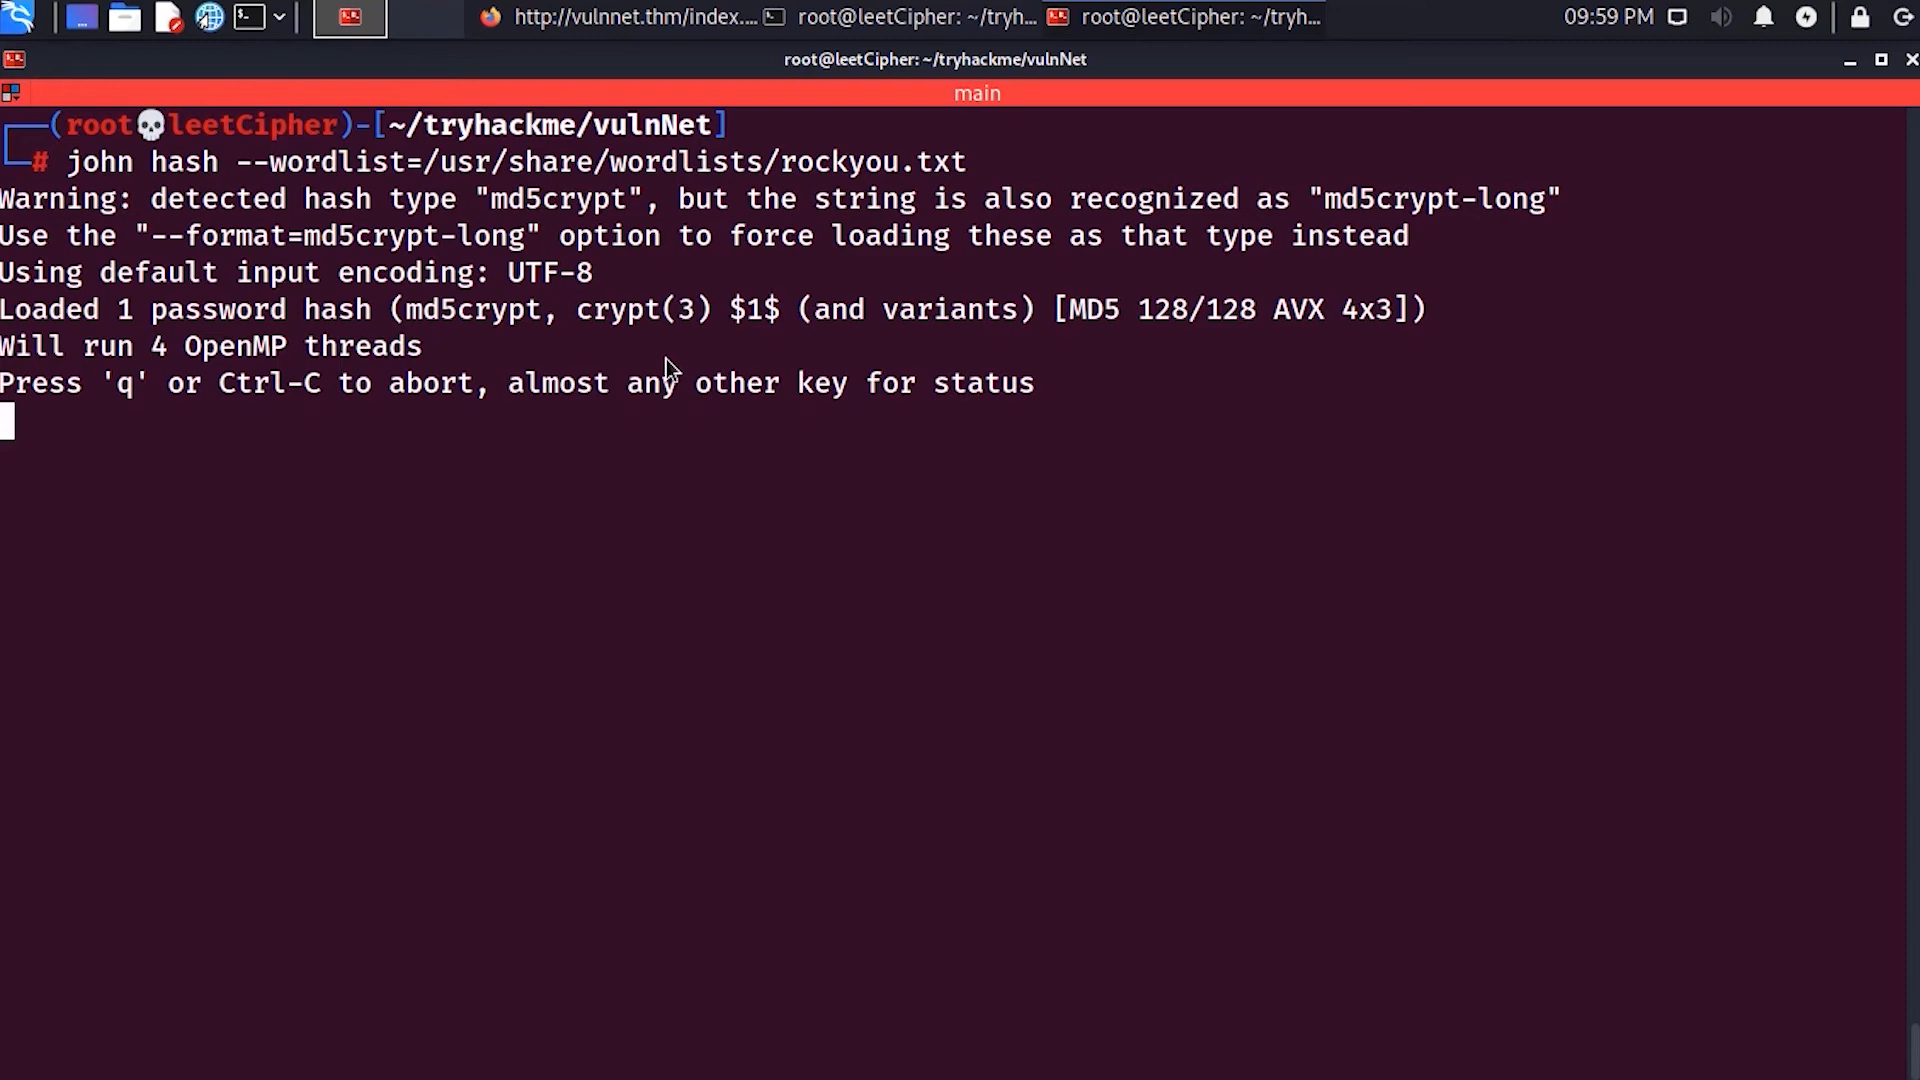 http://vulnnet.thm/index.... root@leetCipher: ~/tryh... root@leetCipher: ~/tryh... 09:59 PM
root@leetCipher: ~/tryhackme/vulnNet
main
(root💀leetCipher)-[~/tryhackme/vulnNet]
# john hash --wordlist=/usr/share/wordlists/rockyou.txt
Warning: detected hash type "md5crypt", but the string is also recognized as "md5crypt-long"
Use the "--format=md5crypt-long" option to force loading these as that type instead
Using default input encoding: UTF-8
Loaded 1 password hash (md5crypt, crypt(3) $1$ (and variants) [MD5 128/128 AVX 4x3])
Will run 4 OpenMP threads
Press 'q' or Ctrl-C to abort, almost any other key for status